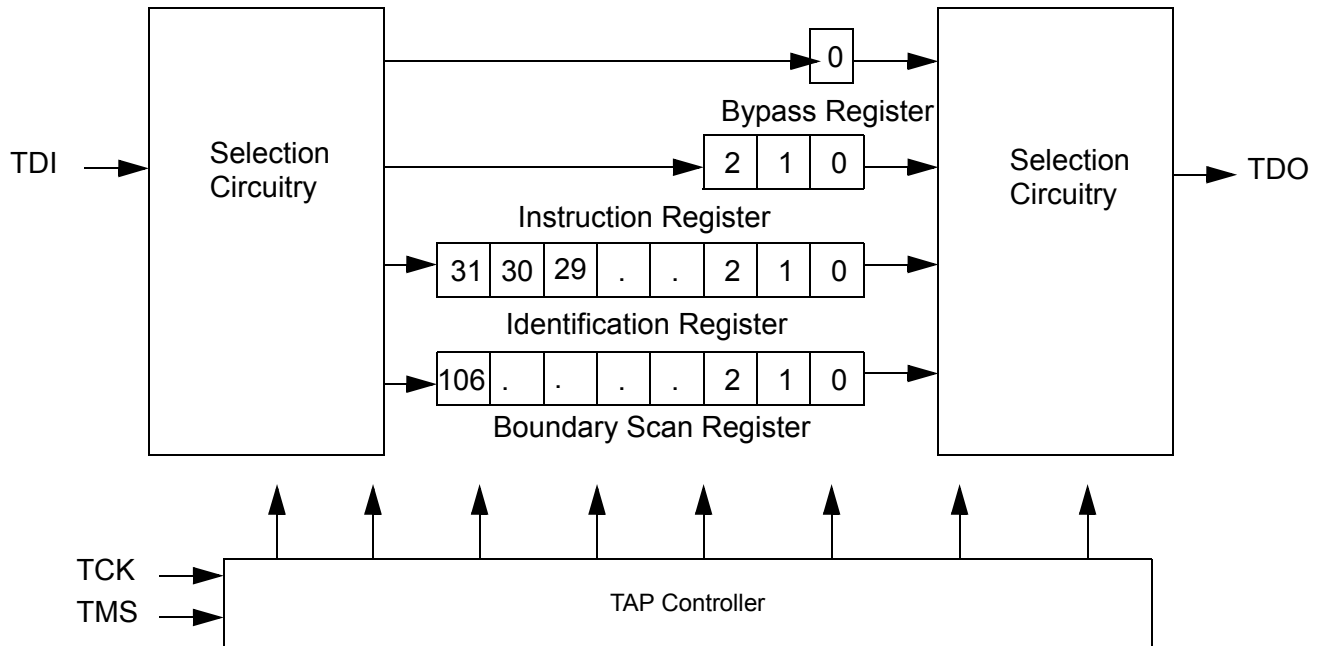 0
Bypass Register
TDI
Selection
Circuitry
2 1 0
Selection
Circuitry
TDO
Instruction Register
31 30 29 . . 2 1 0
Identification Register
106 . . . . 2 1 0
Boundary Scan Register
TCK
TMS
TAP Controller